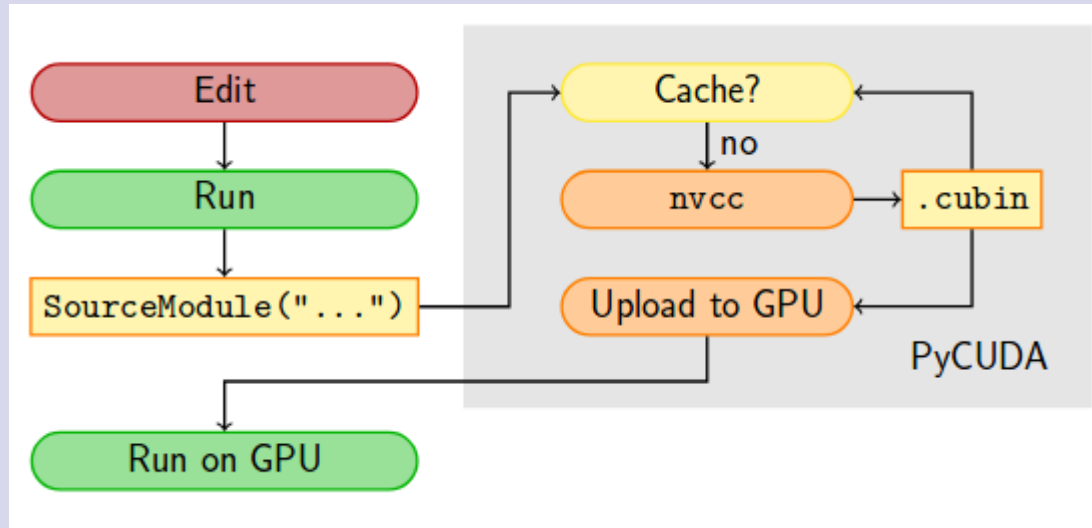 Edit
Run
SourceModule("...")
Run on GPU
Cache?
no
nvcc
.cubin
Upload to GPU
PyCUDA